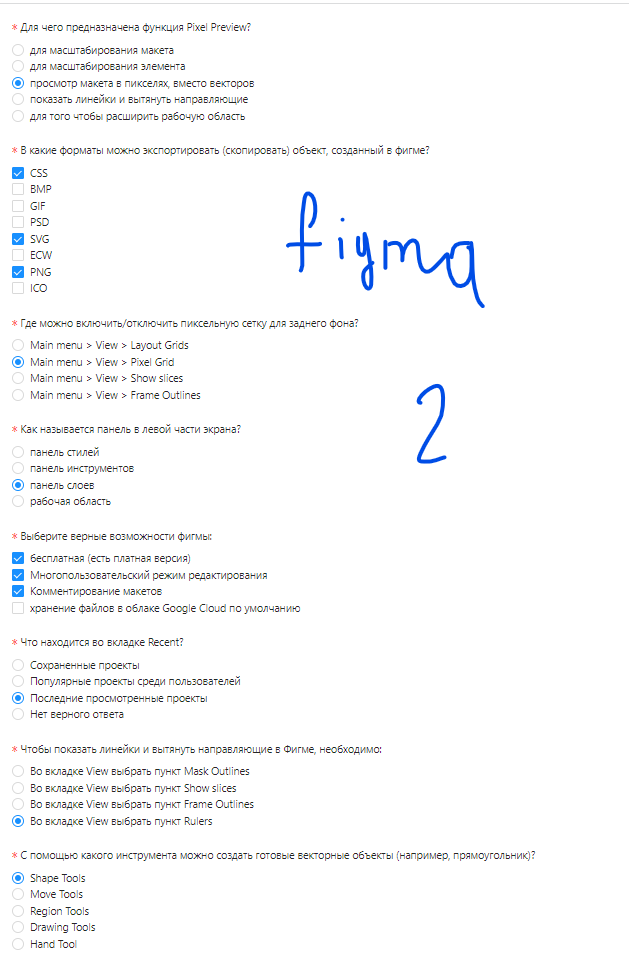 * Для чего предназначена функция Pixel Preview?
для масштабирования макета
для масштабирования элемента
просмотр макета в пикселях, вместо векторов
показать линейки и вытянуть направляющие
для того чтобы расширить рабочую область
* В какие форматы можно экспортировать (скопировать) объект, созданный в фигме?
CSS
BMP
GIF
PSD
SVG
ECW
PNG
ICO
figma
* Где можно включить/отключить пиксельную сетку для заднего фона?
Main menu > View > Layout Grids
Main menu > View > Pixel Grid
Main menu > View > Show slices
Main menu > View > Frame Outlines
2
* Как называется панель в левой части экрана?
панель стилей
панель инструментов
панель слоев
рабочая область
* Выберите верные возможности фигмы:
бесплатная (есть платная версия)
Многопользовательский режим редактирования
Комментирование макетов
хранение файлов в облаке Google Cloud по умолчанию
* Что находится во вкладке Recent?
Сохраненные проекты
Популярные проекты среди пользователей
Последние просмотренные проекты
Нет верного ответа
* Чтобы показать линейки и вытянуть направляющие в Фигме, необходимо:
Во вкладке View выбрать пункт Mask Outlines
Во вкладке View выбрать пункт Show slices
Во вкладке View выбрать пункт Frame Outlines
Во вкладке View выбрать пункт Rulers
* С помощью какого инструмента можно создать готовые векторные объекты (например, прямоугольник)?
Shape Tools
Move Tools
Region Tools
Drawing Tools
Hand Tool